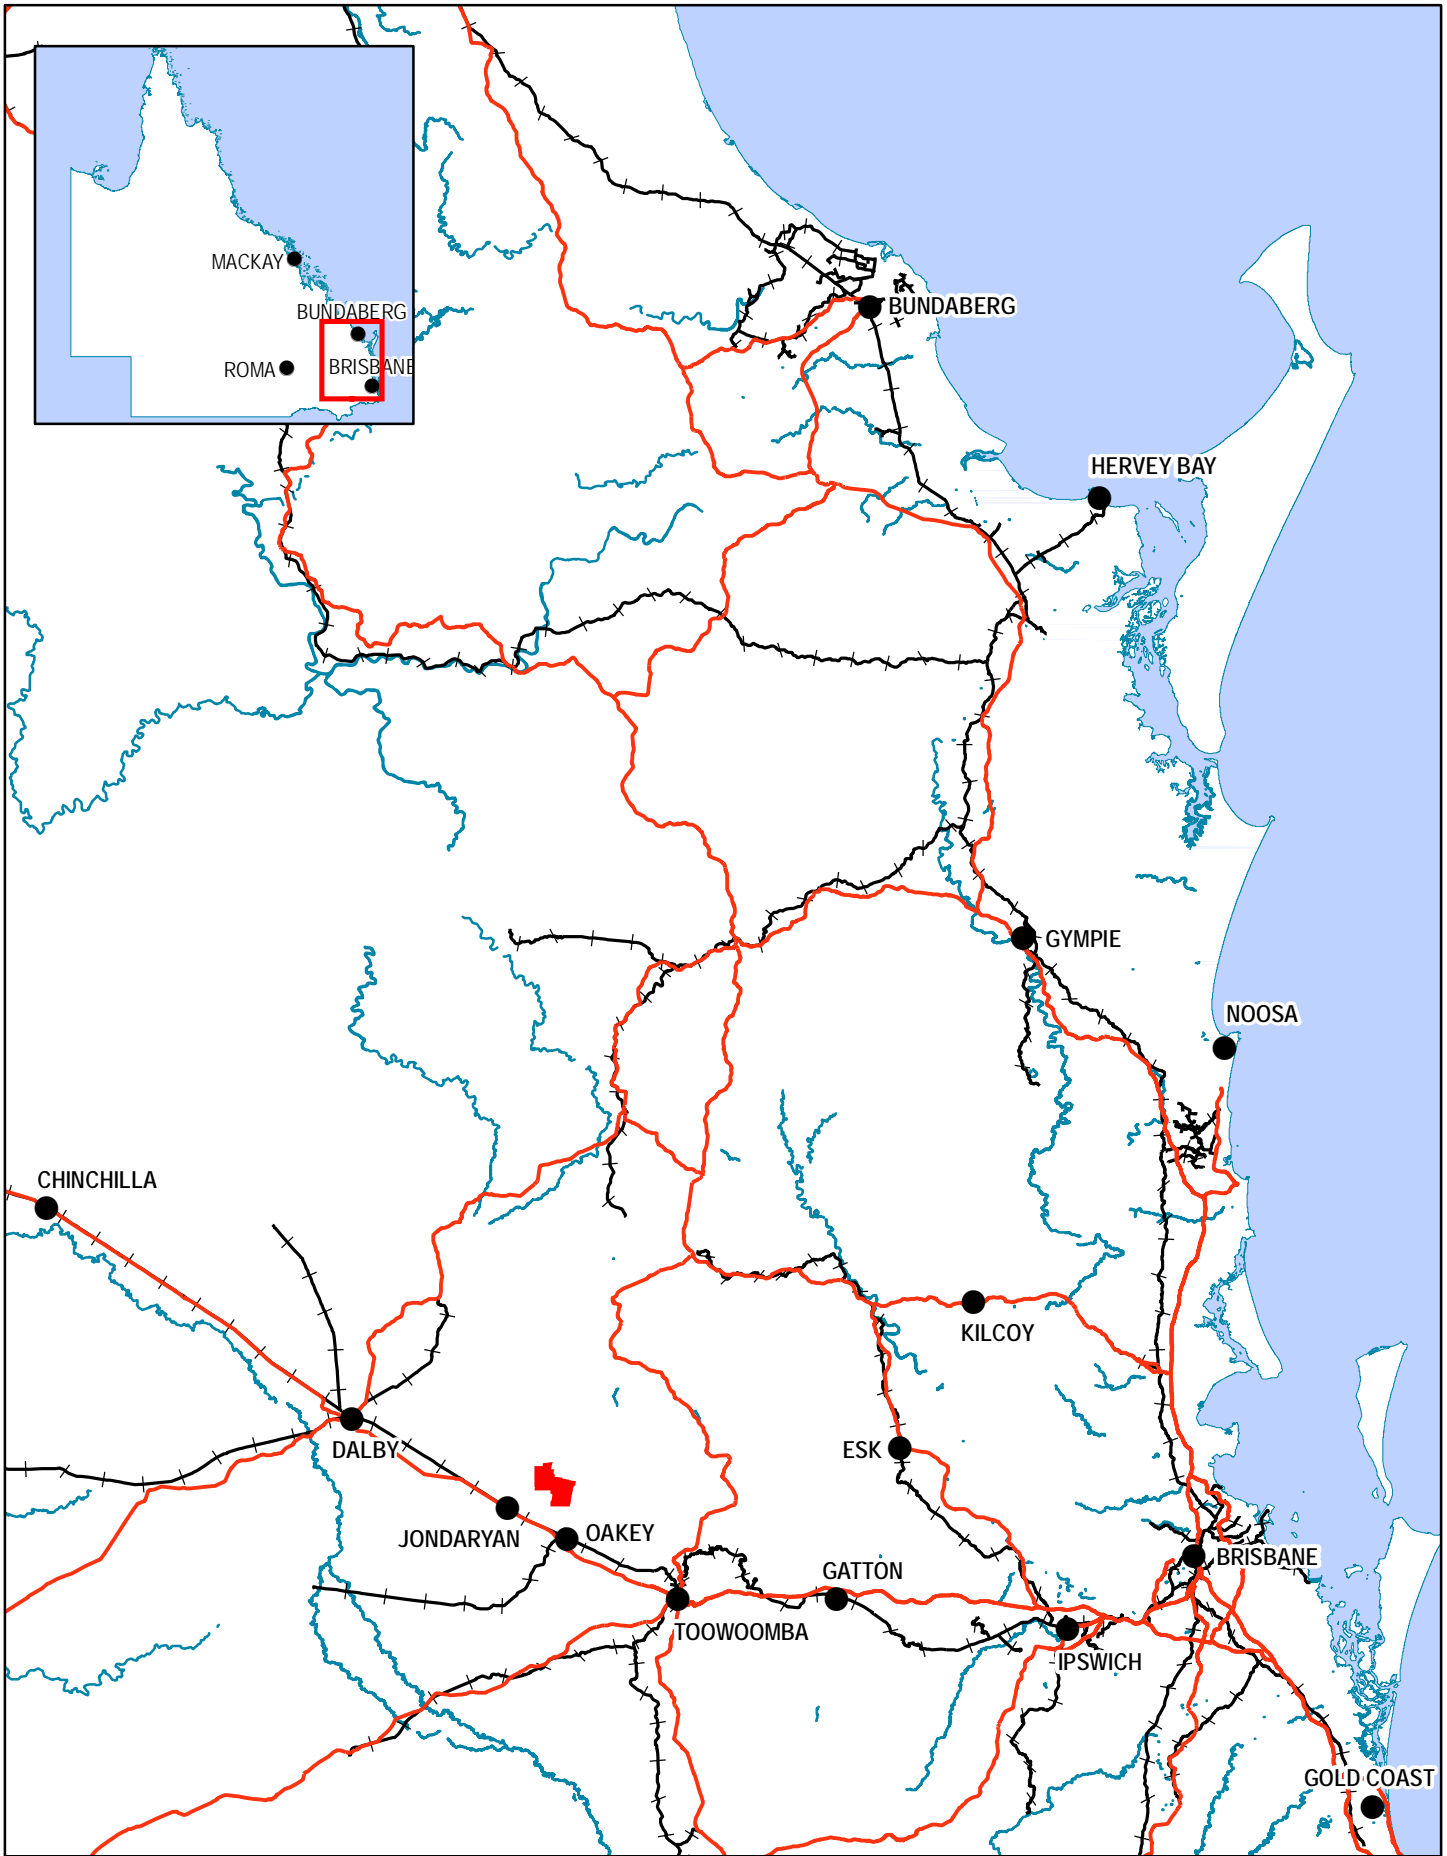 MACKAY
BUNDABERG
ROMA
BRISBANE
BUNDABERG
HERVEY BAY
GYMPIE
NOOSA
CHINCHILLA
KILCOY
DALBY
ESK
JONDARYAN
OAKEY
BRISBANE
GATTON
TOOWOOMBA
IPSWICH
GOLD COAST